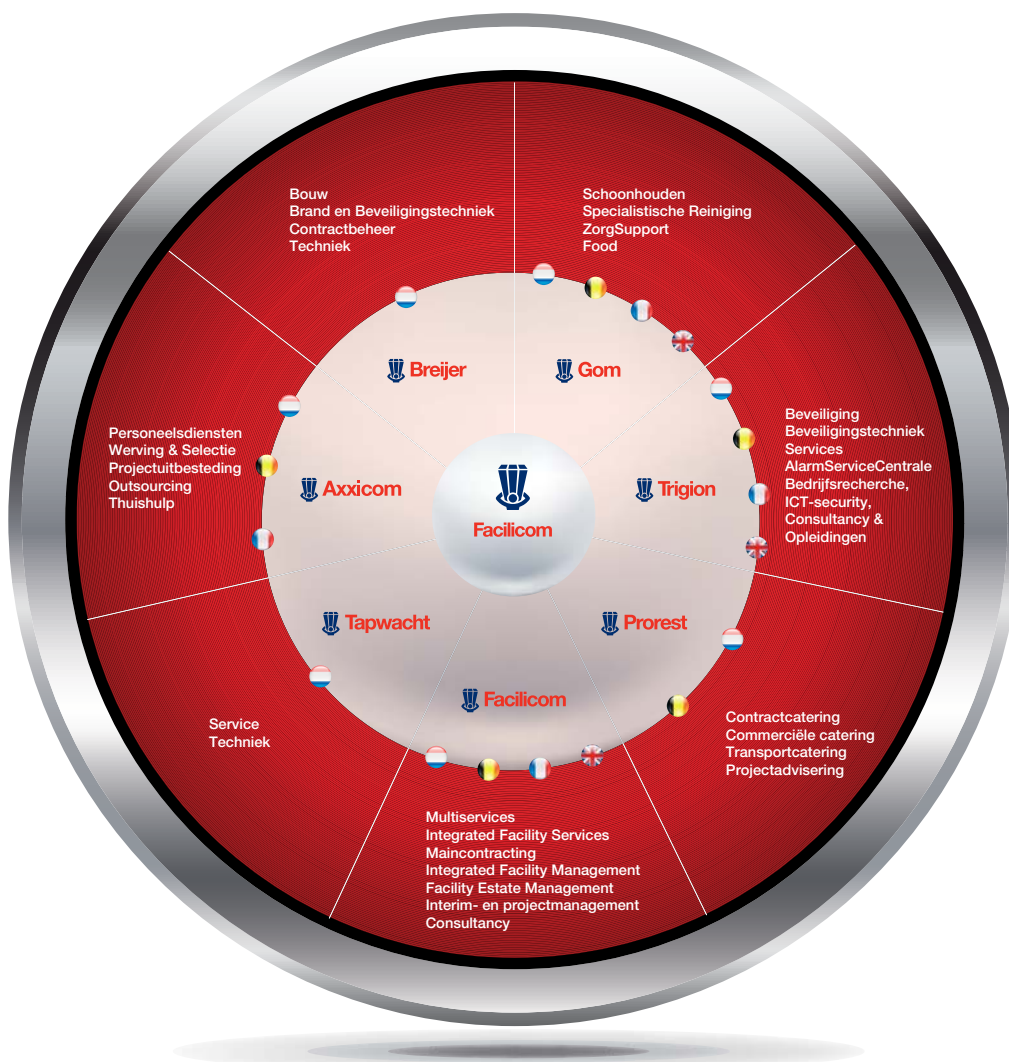 Bouw
Brand en Beveiligingstechniek
Contractbeheer
Techniek
Schoonhouden
Specialistische Reiniging
ZorgSupport
Food
Breijer
Gom
Personeelsdiensten
Werving & Selectie
Projectuitbesteding
Outsourcing
Thuishulp
Axxicom
Facilicom
Trigion
Beveiliging
Beveiligingstechniek
Services
AlarmServiceCentrale
Bedrijfsrecherche,
ICT-security,
Consultancy &
Opleidingen
Tapwacht
Prorest
Facilicom
Service
Techniek
Contractcatering
Commerciële catering
Transportcatering
Projectadvisering
Multiservices
Integrated Facility Services
Maincontracting
Integrated Facility Management
Facility Estate Management
Interim- en projectmanagement
Consultancy